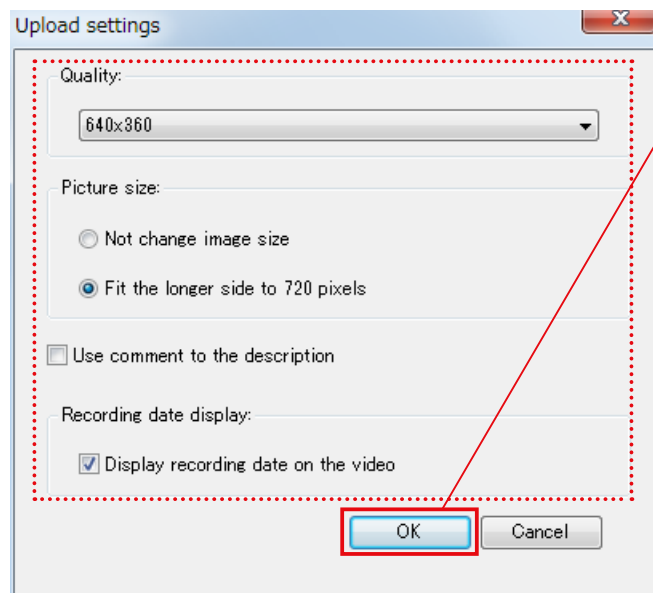 Upload settings
Quality:
640x360
Picture size:
Not change image size
Fit the longer side to 720 pixels
Use comment to the description
Recording date display:
Display recording date on the video
OK Cancel